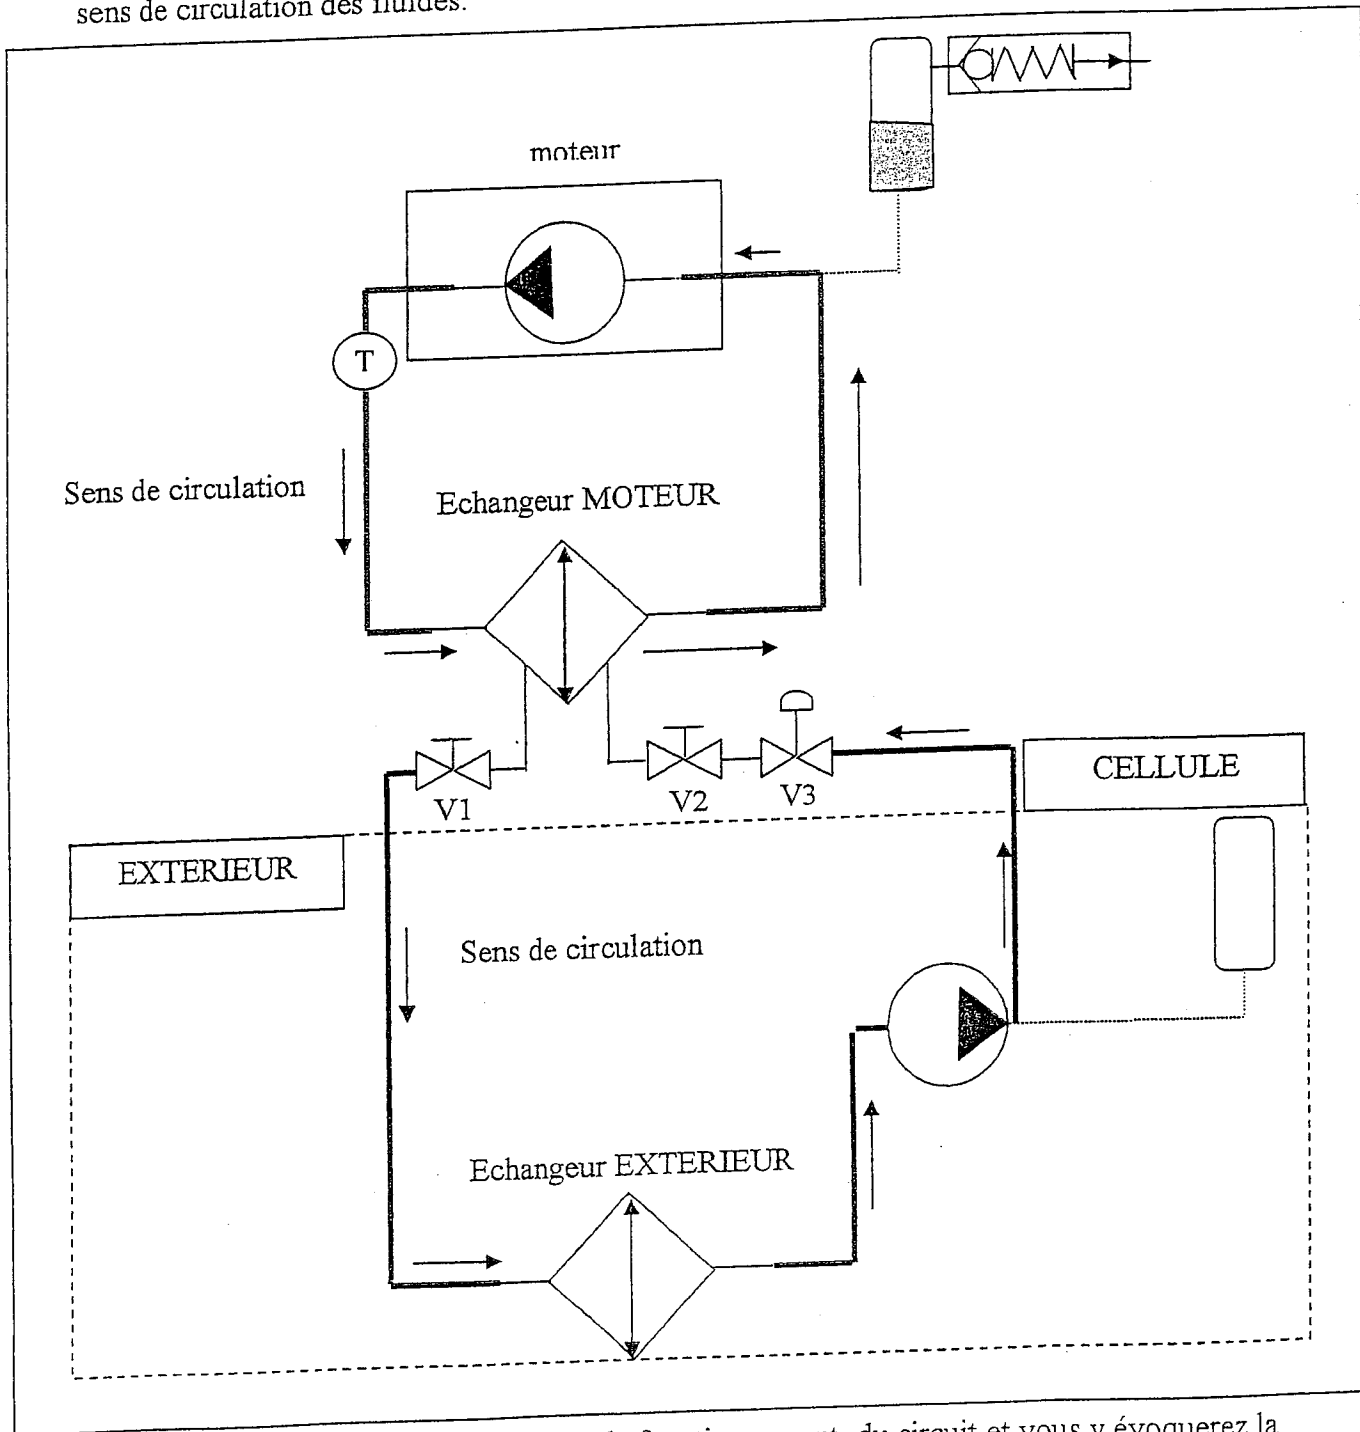 sens de circulation des fluides.
moteur
T
Sens de circulation
Echangeur MOTEUR
V1
V2
V3
CELLULE
EXTERIEUR
Sens de circulation
Echangeur EXTERIEUR
du circuit et vous y évoquerez la